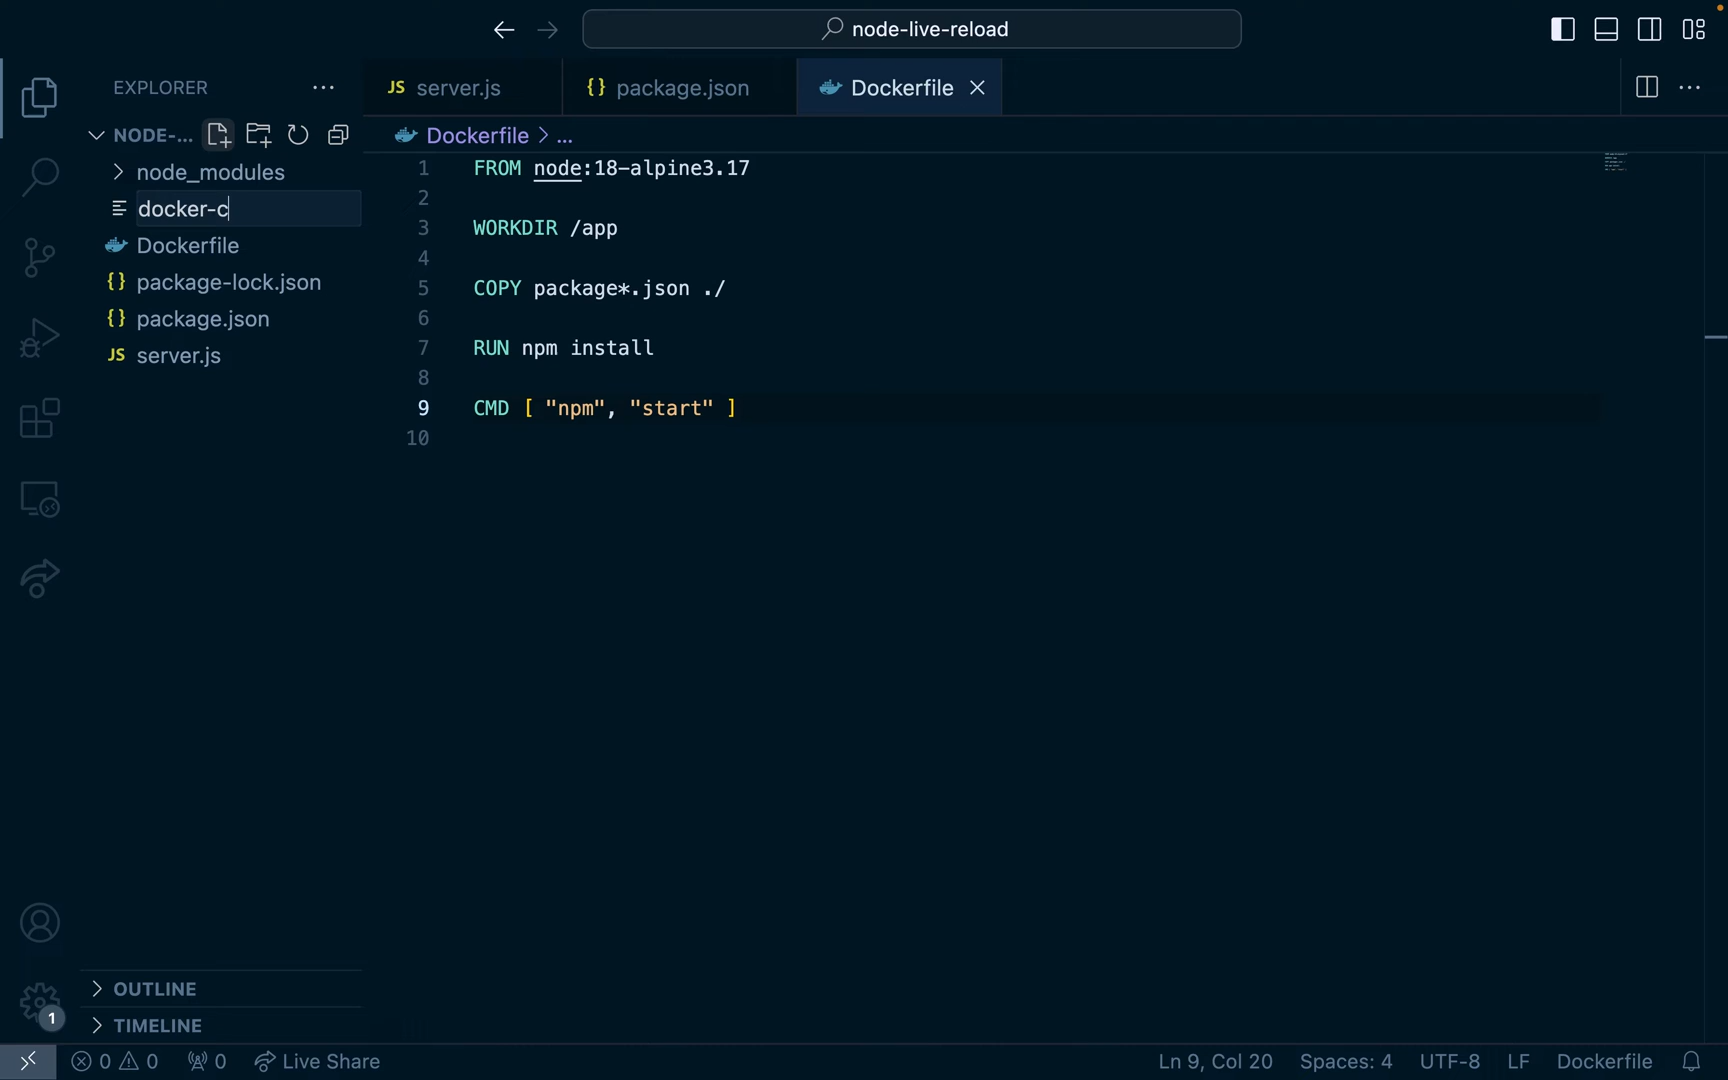 node-live-reload
EXPLORER
JS server.js
{} package.json
Dockerfile
NODE-...
Dockerfile > ...
node_modules
docker-c
Dockerfile
{} package-lock.json
{} package.json
JS server.js
1 FROM node:18-alpine3.17
2
3 WORKDIR /app
4
5 COPY package*.json ./
6
7 RUN npm install
8
9 CMD [ "npm", "start" ]
10
OUTLINE
TIMELINE
1
0 0 0 Live Share
Ln 9, Col 20 Spaces: 4 UTF-8 LF Dockerfile